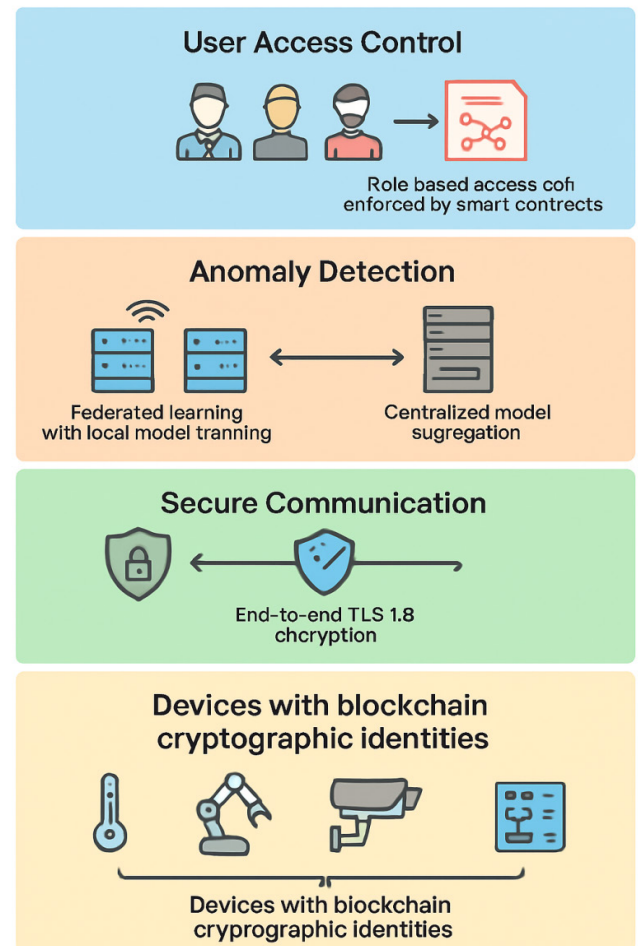 User Access Control
Role based access cofi
enforced by smart contrects
Anomaly Detection
Federated learning
with local model tranning
Centralized model
sugregation
Secure Communication
End-to-end TLS 1.8
chcryption
Devices with blockchain
cryptographic identities
Devices with blockchain
cryprographic identities